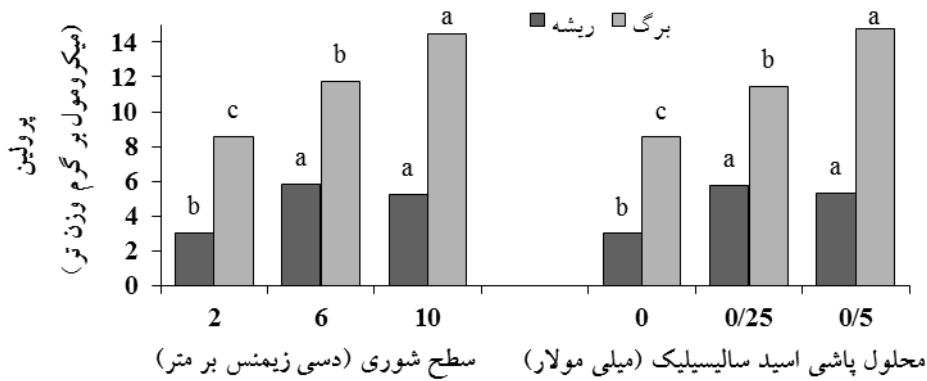 برگ ریشه
پرولین
(میکرومول بر گرم وزن تر)
14
12
10
8
6
4
2
0
b c a b a a b c a b a a
2 6 10 0 0/25 0/5
سطح شوری (دسی زیمنس بر متر) محلول پاشی اسید سالیسیلیک (میلی مولار)